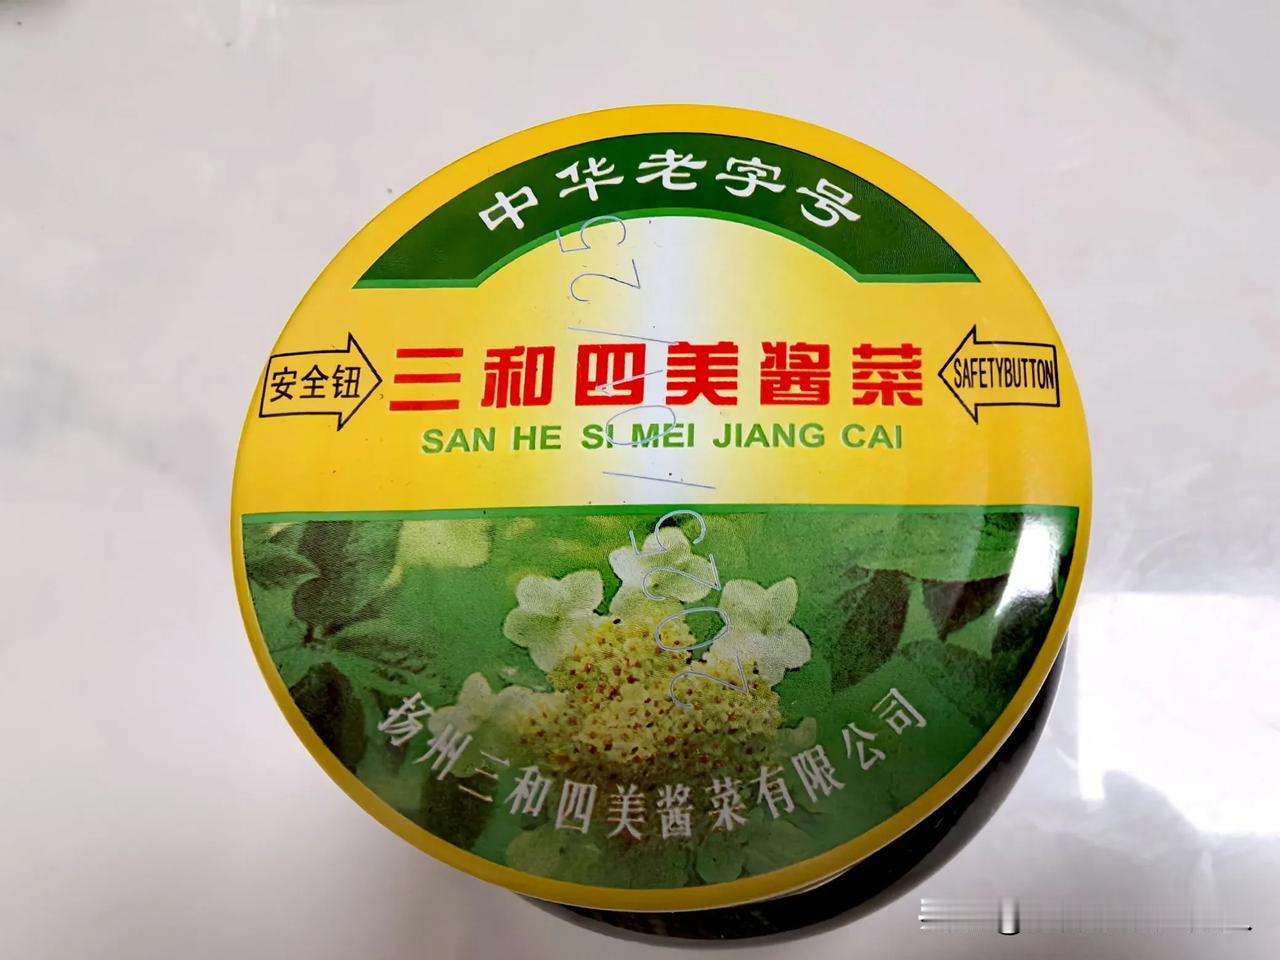 中华老字号
安全钮
三和四美酱菜
SAFETYBUTTON
SAN HE SI MEI JIANG CAI
2025/01/25
扬州三和四美酱菜有限公司